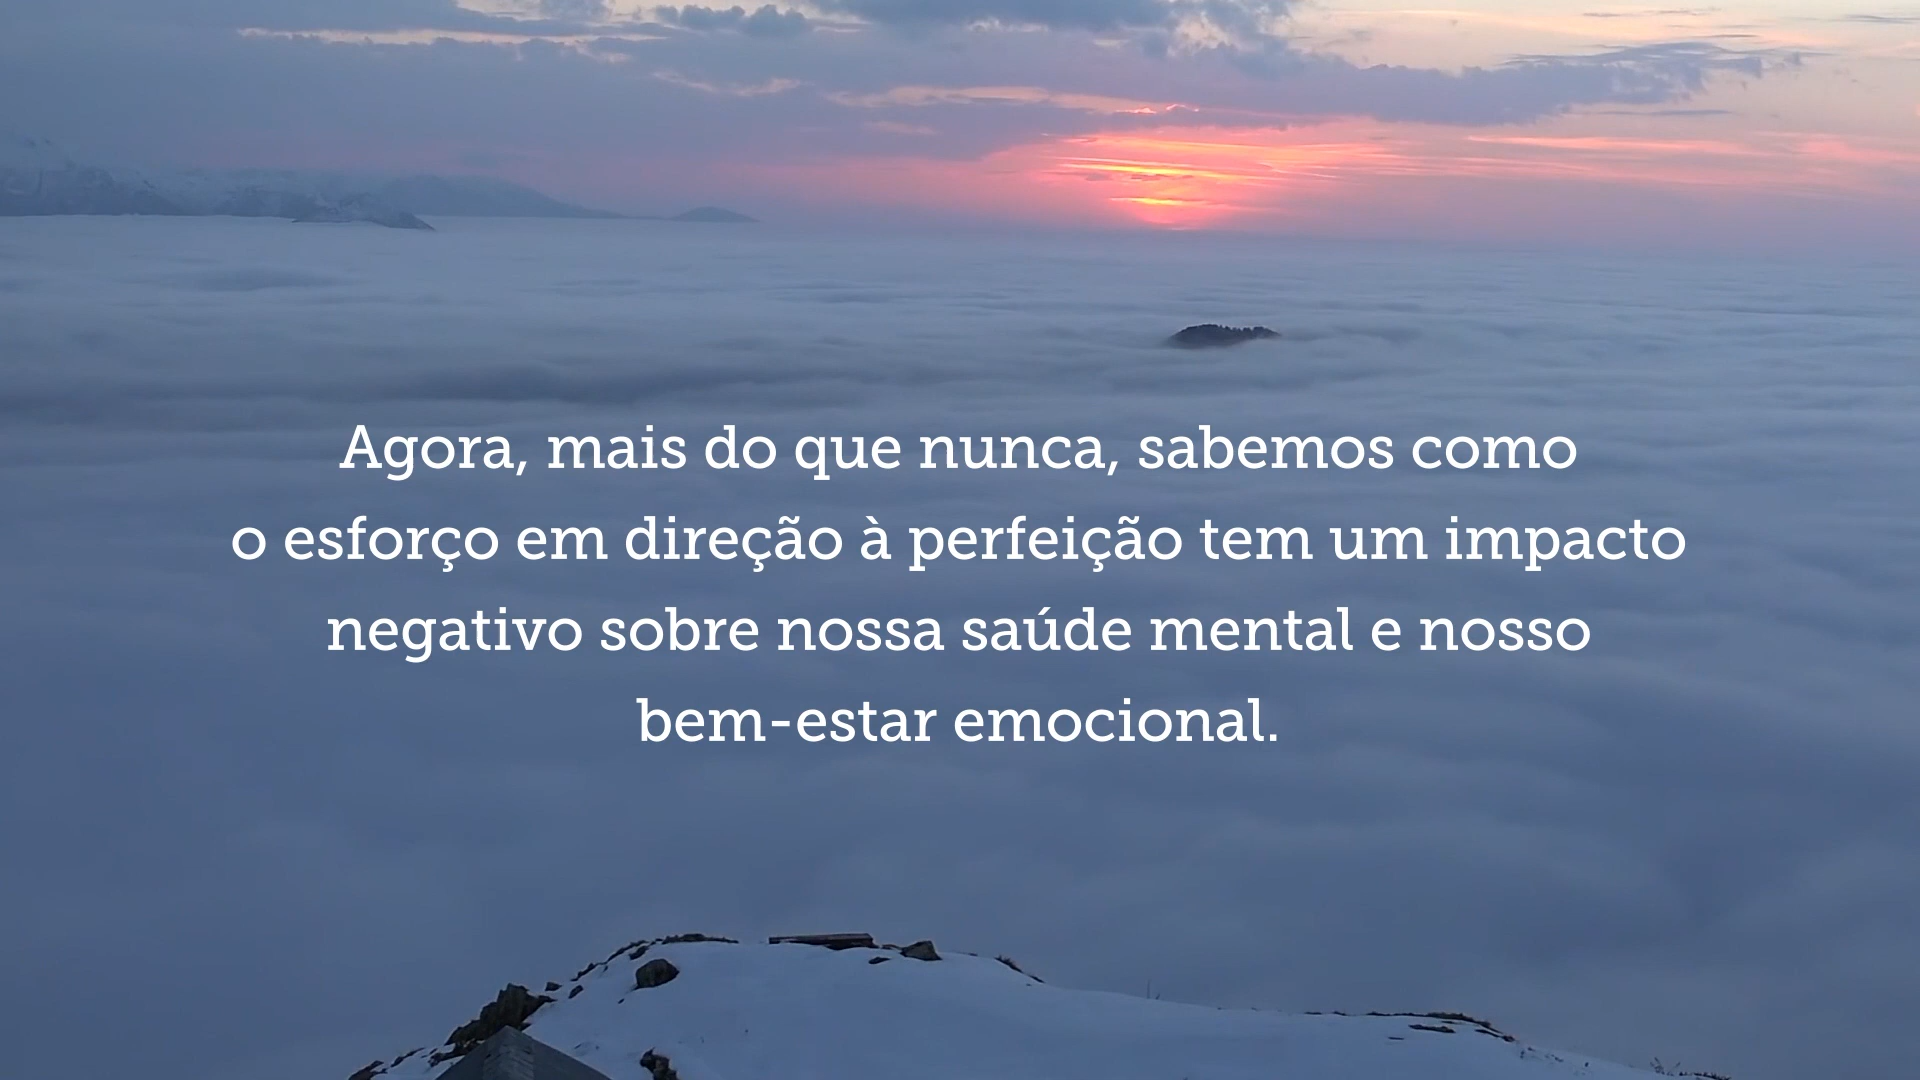 Agora, mais do que nunca, sabemos como
o esforço em direção à perfeição tem um impacto
negativo sobre nossa saúde mental e nosso
bem-estar emocional.